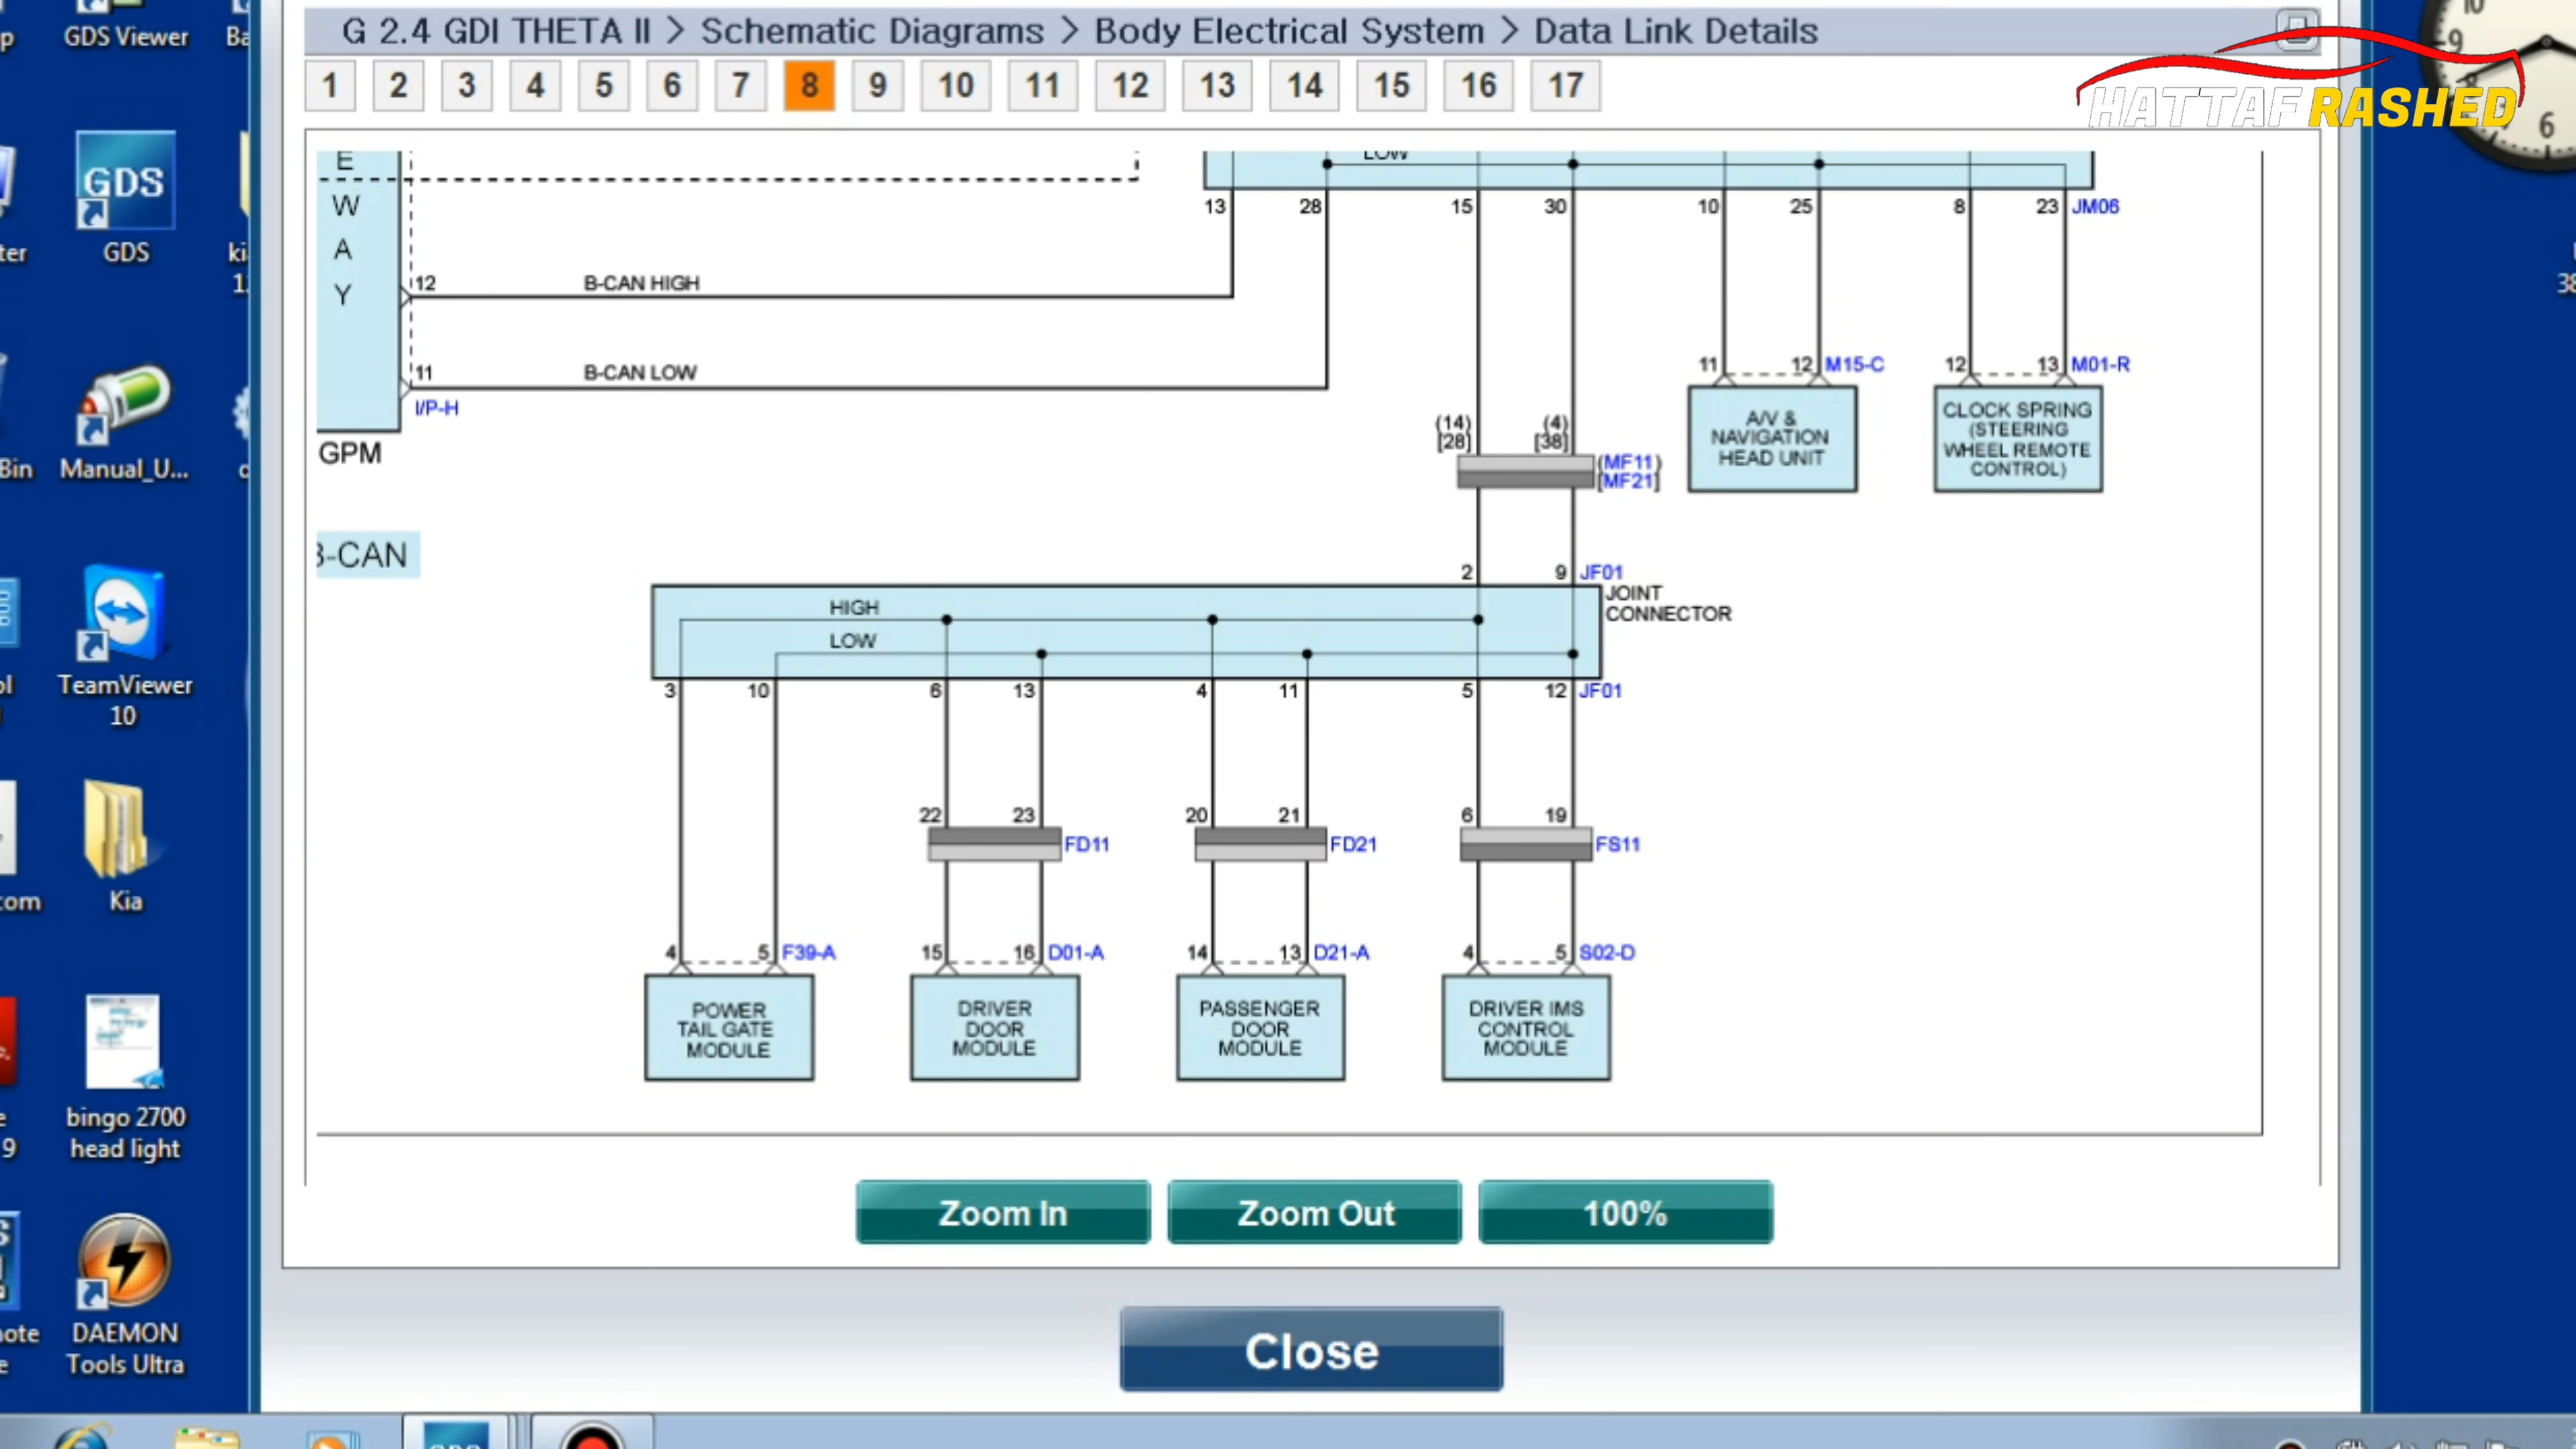 G 2.4 GDI THETA II > Schematic Diagrams > Body Electrical System > Data Link Details
1 2 3 4 5 6 7 8 9 10 11 12 13 14 15 16 17
HATTAF RASHED
10
9
8
6
GDS Viewer
GDS
GDS
Manual_U...
TeamViewer
10
Kia
bingo 2700
head light
DAEMON
Tools Ultra
E
W
A
Y
GPM
LOW
13 28 15 30 10 25 8 23 JM06
12 B-CAN HIGH
11 B-CAN LOW
I/P-H
11 12 M15-C
12 13 M01-R
A/V &
NAVIGATION
HEAD UNIT
CLOCK SPRING
(STEERING
WHEEL REMOTE
CONTROL)
(14) (4)
[28] [38]
(MF11)
[MF21]
-CAN
2 9 JF01
JOINT
CONNECTOR
HIGH
LOW
3 10 6 13 4 11 5 12 JF01
22 23 FD11
20 21 FD21
6 19 FS11
4 5 F39-A
15 16 D01-A
14 13 D21-A
4 5 S02-D
POWER
TAIL GATE
MODULE
DRIVER
DOOR
MODULE
PASSENGER
DOOR
MODULE
DRIVER IMS
CONTROL
MODULE
Zoom In
Zoom Out
100%
Close